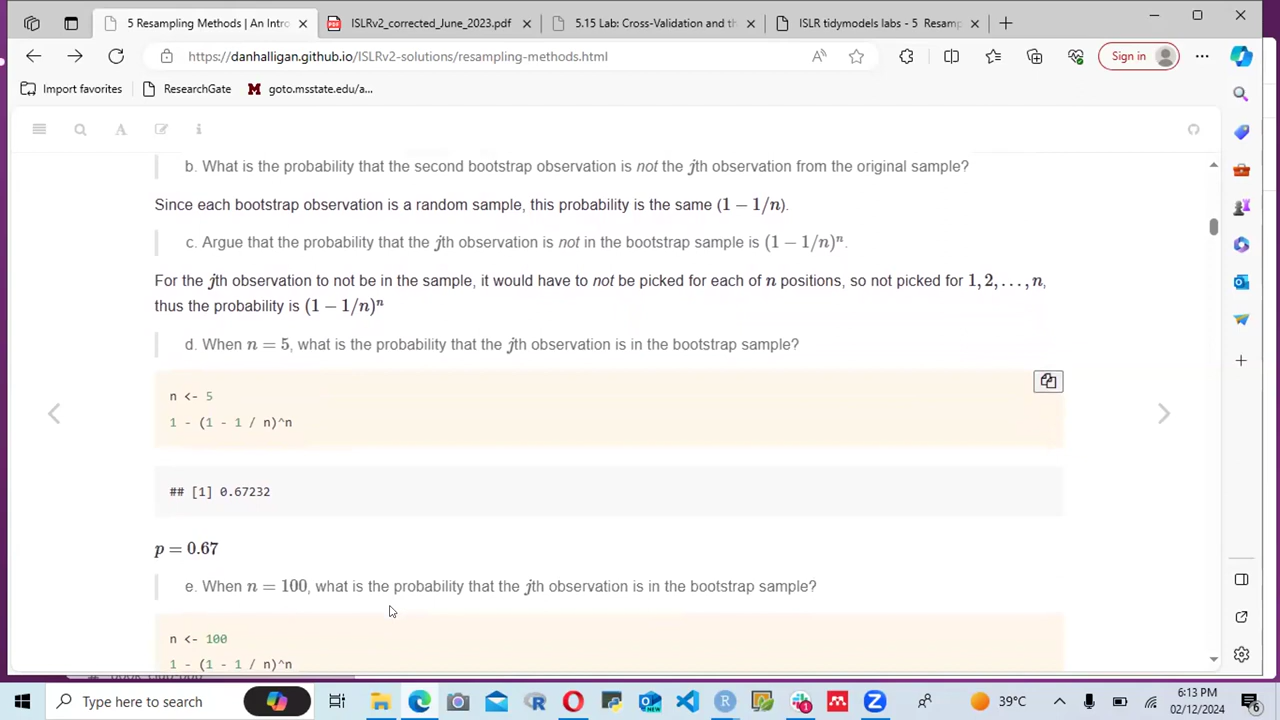 5 Resampling Methods | An Intro
ISLRv2_corrected_June_2023.pdf
5.15 Lab: Cross-Validation and th
ISLR tidymodels labs - 5 Resamp
https://danhalligan.github.io/ISLRv2-solutions/resampling-methods.html
Sign in
Import favorites
ResearchGate
M goto.msstate.edu/a...
b. What is the probability that the second bootstrap observation is not the jth observation from the original sample?
Since each bootstrap observation is a random sample, this probability is the same (1 − 1/n).
c. Argue that the probability that the jth observation is not in the bootstrap sample is (1 − 1/n)ⁿ.
For the jth observation to not be in the sample, it would have to not be picked for each of n positions, so not picked for 1, 2, . . . , n,
thus the probability is (1 − 1/n)ⁿ
d. When n = 5, what is the probability that the jth observation is in the bootstrap sample?
n <- 5
1 - (1 - 1 / n)^n
## [1] 0.67232
p = 0.67
e. When n = 100, what is the probability that the jth observation is in the bootstrap sample?
n <- 100
1 - (1 - 1 / n)^n
Type here to search
39°C
6:13 PM
02/12/2024
6